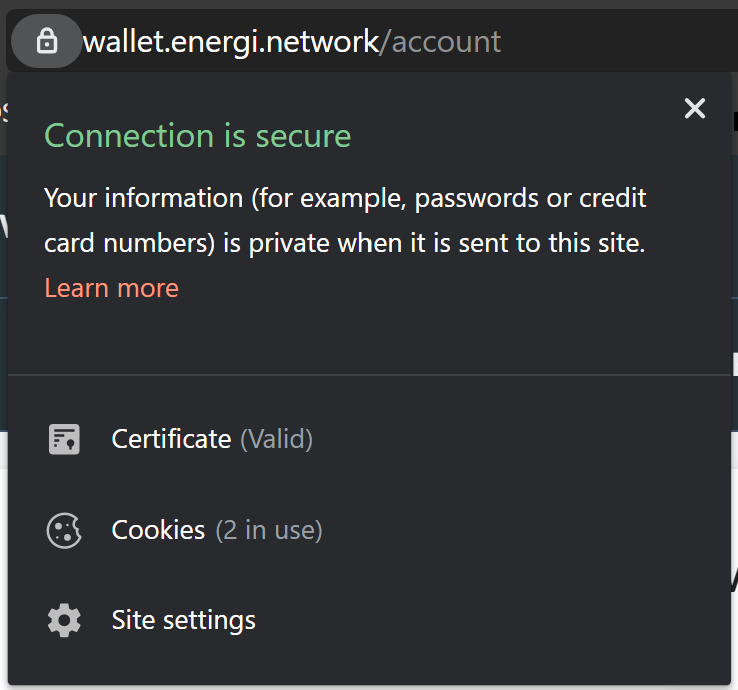 wallet.energi.network/account
Connection is secure
Your information (for example, passwords or credit
card numbers) is private when it is sent to this site.
Learn more
Certificate (Valid)
Cookies (2 in use)
Site settings